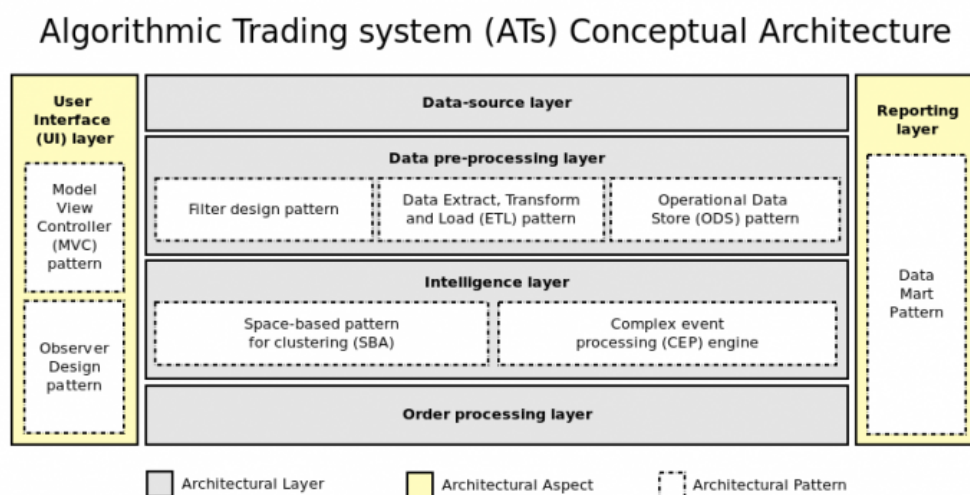 Algorithmic Trading system (ATs) Conceptual Architecture
User
Interface
(UI) layer
Model
View
Controller
(MVC)
pattern
Observer
Design
pattern
Data-source layer
Data pre-processing layer
Filter design pattern
Data Extract, Transform
and Load (ETL) pattern
Operational Data
Store (ODS) pattern
Intelligence layer
Space-based pattern
for clustering (SBA)
Complex event
processing (CEP) engine
Order processing layer
Reporting
layer
Data
Mart
Pattern
Architectural Layer
Architectural Aspect
Architectural Pattern